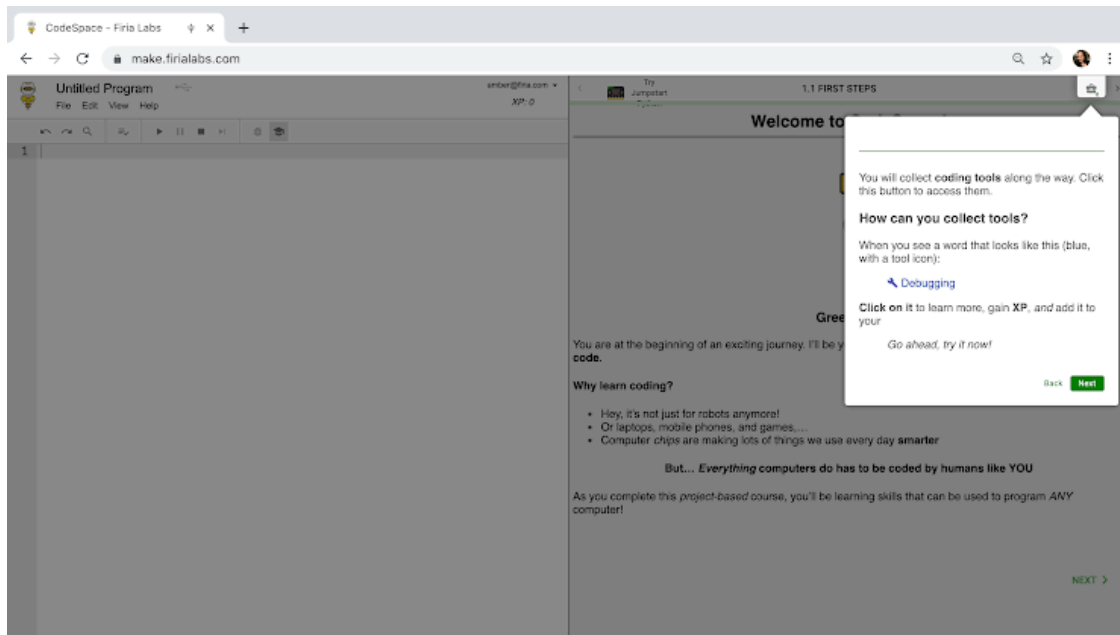 CodeSpace - Firia Labs
make.firialabs.com
Untitled Program
File Edit View Help
amber@firia.com
XP: 0
1
Try
Jumpstart
1.1 FIRST STEPS
Welcome to
Gree
You are at the beginning of an exciting journey. I'll be y
code.
Why learn coding?
• Hey, it's not just for robots anymore!
• Or laptops, mobile phones, and games,...
• Computer chips are making lots of things we use every day smarter
But... Everything computers do has to be coded by humans like YOU
As you complete this project-based course, you'll be learning skills that can be used to program ANY
computer!
NEXT >
You will collect coding tools along the way. Click
this button to access them.
How can you collect tools?
When you see a word that looks like this (blue,
with a tool icon):
Debugging
Click on it to learn more, gain XP, and add it to
your
Go ahead, try it now!
Back Next